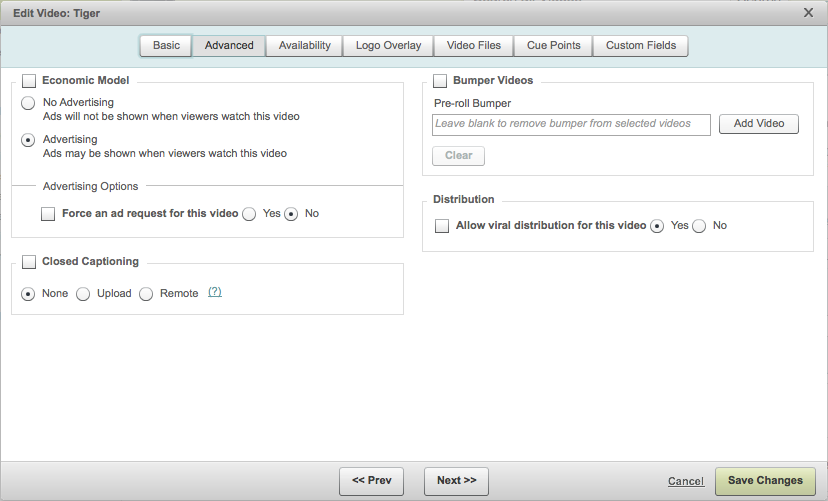 Edit Video: Tiger
Basic
Advanced
Availability
Logo Overlay
Video Files
Cue Points
Custom Fields
Economic Model
No Advertising
Ads will not be shown when viewers watch this video
Advertising
Ads may be shown when viewers watch this video
Advertising Options
Force an ad request for this video Yes No
Closed Captioning
None Upload Remote (?)
Bumper Videos
Pre-roll Bumper
Leave blank to remove bumper from selected videos
Add Video
Clear
Distribution
Allow viral distribution for this video Yes No
<< Prev
Next >>
Cancel
Save Changes